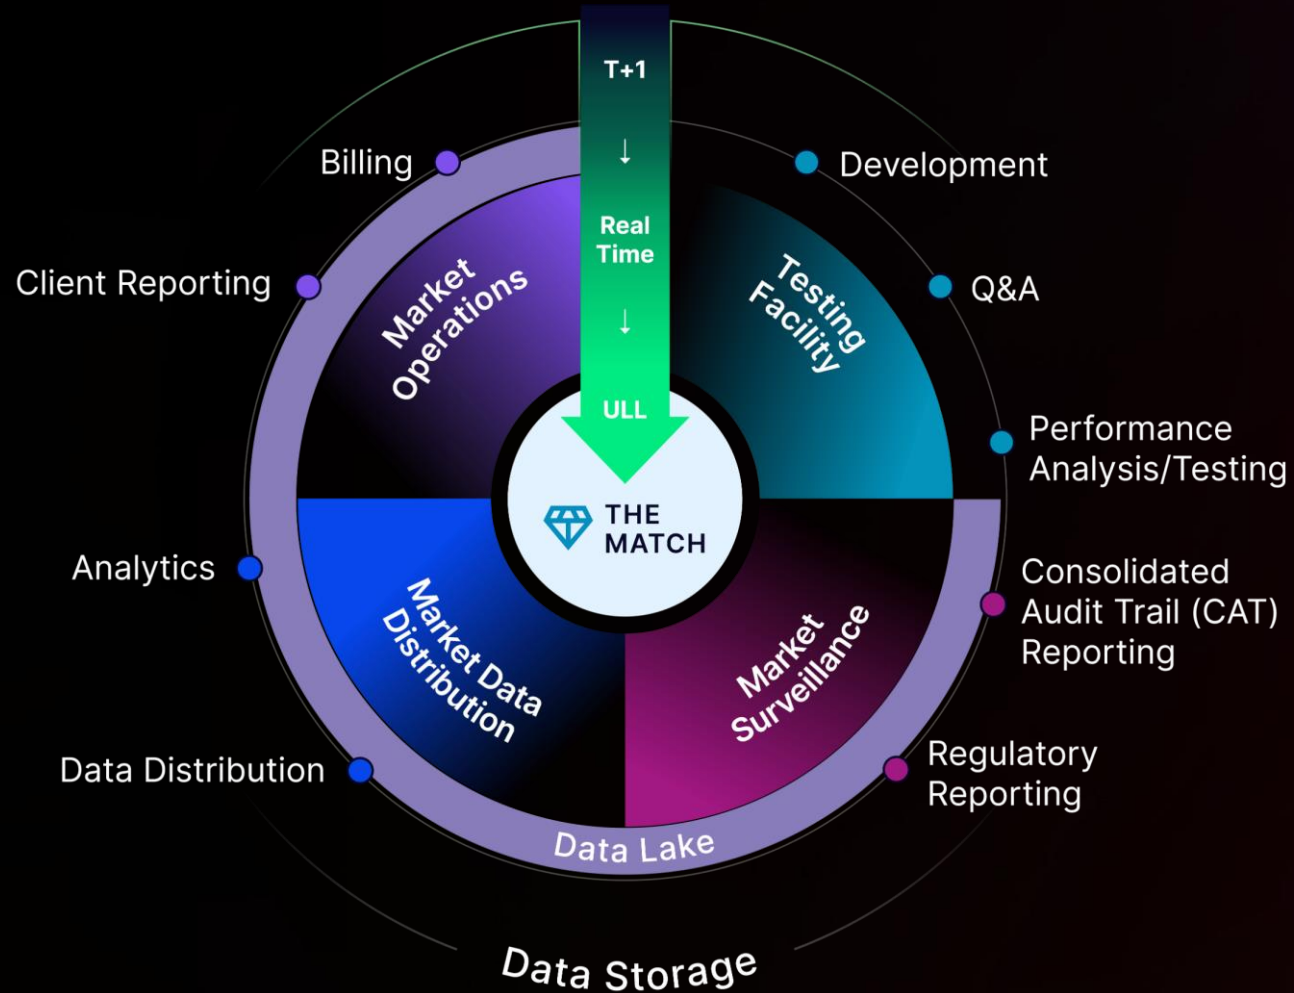 T+1
↓
Real
Time
↓
ULL
THE
MATCH
Billing
Client Reporting
Market
Operations
Development
Q&A
Performance
Analysis/Testing
Testing
Facility
Analytics
Data Distribution
Market Data
Distribution
Consolidated
Audit Trail (CAT)
Reporting
Regulatory
Reporting
Market
Surveillance
Data Lake
Data Storage